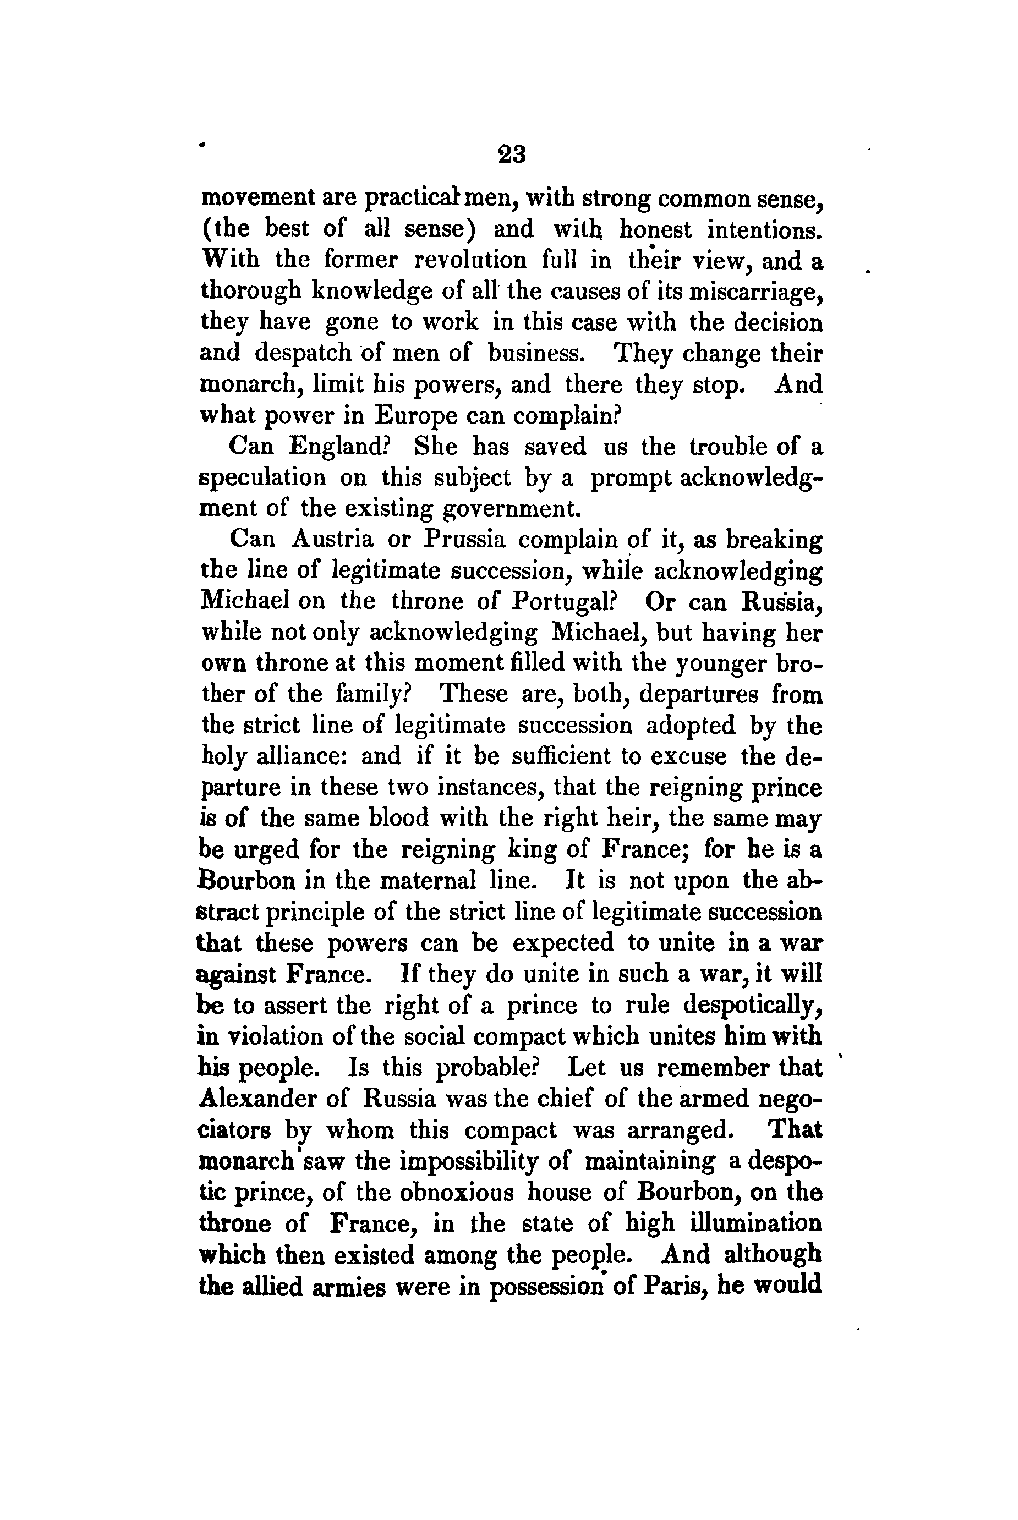 23
movement are practical men, with strong common sense,
(the best of all sense) and with honest intentions.
With the former revolution full in their view, and a
thorough knowledge of all the causes of its miscarriage,
they have gone to work in this case with the decision
and despatch of men of business. They change their
monarch, limit his powers, and there they stop. And
what power in Europe can complain?
Can England? She has saved us the trouble of a
speculation on this subject by a prompt acknowledg-
ment of the existing government.
Can Austria or Prussia complain of it, as breaking
the line of legitimate succession, while acknowledging
Michael on the throne of Portugal? Or can Russia,
while not only acknowledging Michael, but having her
own throne at this moment filled with the younger bro-
ther of the family? These are, both, departures from
the strict line of legitimate succession adopted by the
holy alliance: and if it be sufficient to excuse the de-
parture in these two instances, that the reigning prince
is of the same blood with the right heir, the same may
be urged for the reigning king of France; for he is a
Bourbon in the maternal line. It is not upon the ab-
stract principle of the strict line of legitimate succession
that these powers can be expected to unite in a war
against France. If they do unite in such a war, it will
be to assert the right of a prince to rule despotically,
in violation of the social compact which unites him with
his people. Is this probable? Let us remember that
Alexander of Russia was the chief of the armed nego-
ciators by whom this compact was arranged. That
monarch saw the impossibility of maintaining a despo-
tic prince, of the obnoxious house of Bourbon, on the
throne of France, in the state of high illumination
which then existed among the people. And although
the allied armies were in possession of Paris, he would